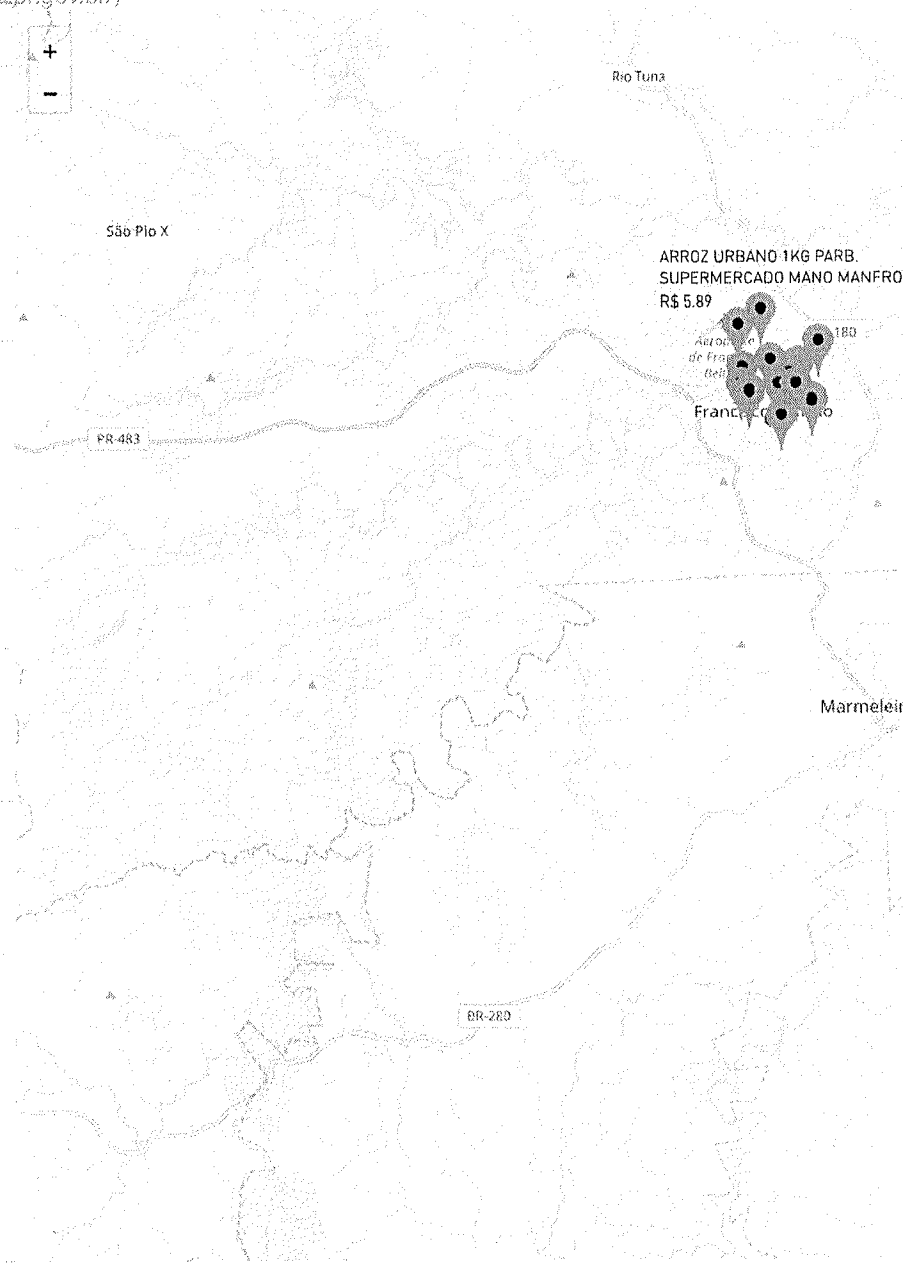 +
−
Rio Tuna
São Pio X
ARROZ URBANO 1KG PARB.
SUPERMERCADO MANO MANFRO
R$ 5.89
180
de
PR-483
Marmeleir
BR-280